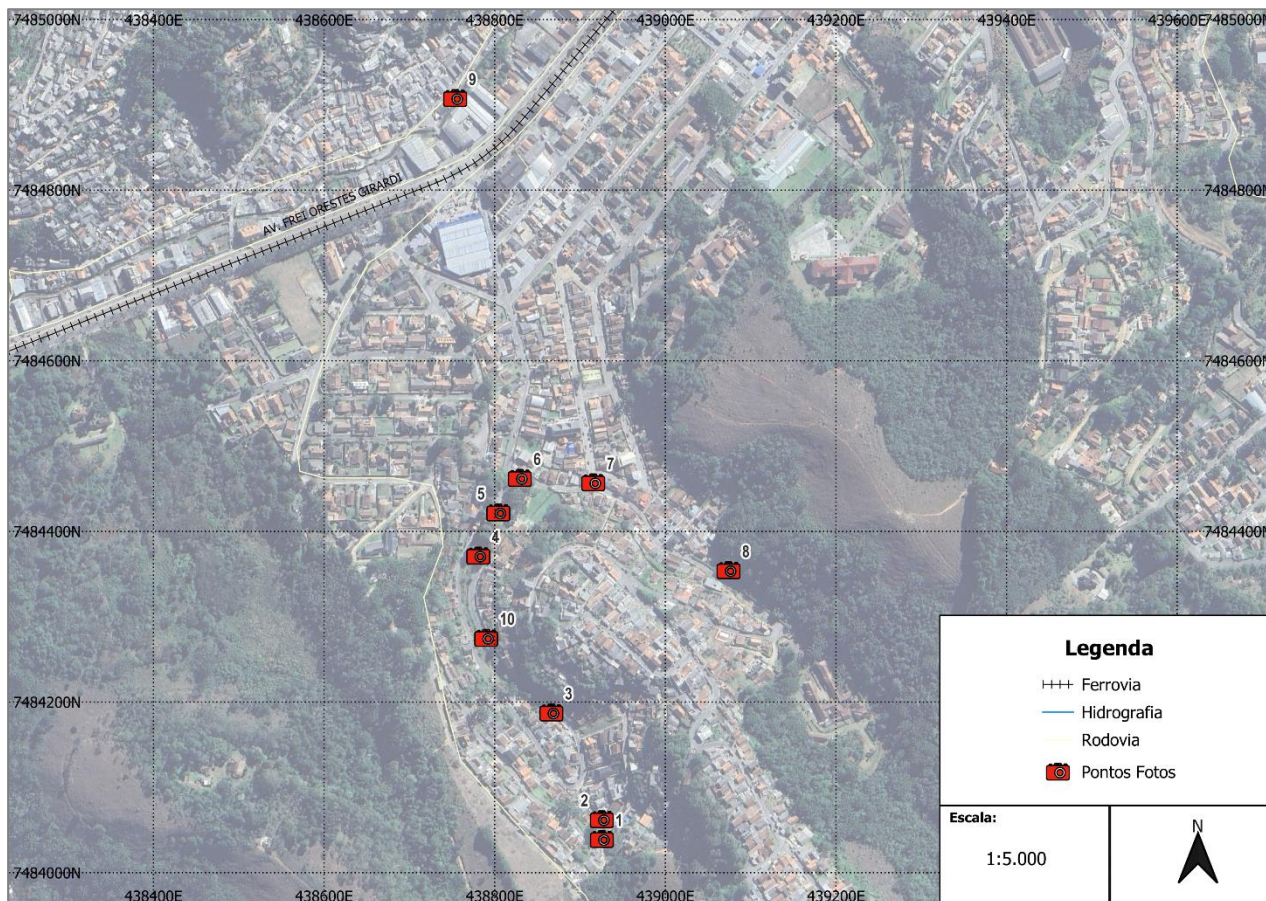 7485000N
438400E
438600E
438800E
439000E
439200E
439400E
439600E
7485000N
9
AV. FREI ORESTES GIRARDI
7484800N
7484800N
7484600N
7484600N
6
7
5
7484400N
7484400N
4
8
10
7484200N
3
2
1
7484000N
438400E
438600E
438800E
439000E
439200E
Legenda
Ferrovia
Hidrografia
Rodovia
Pontos Fotos
Escala:
1:5.000
N